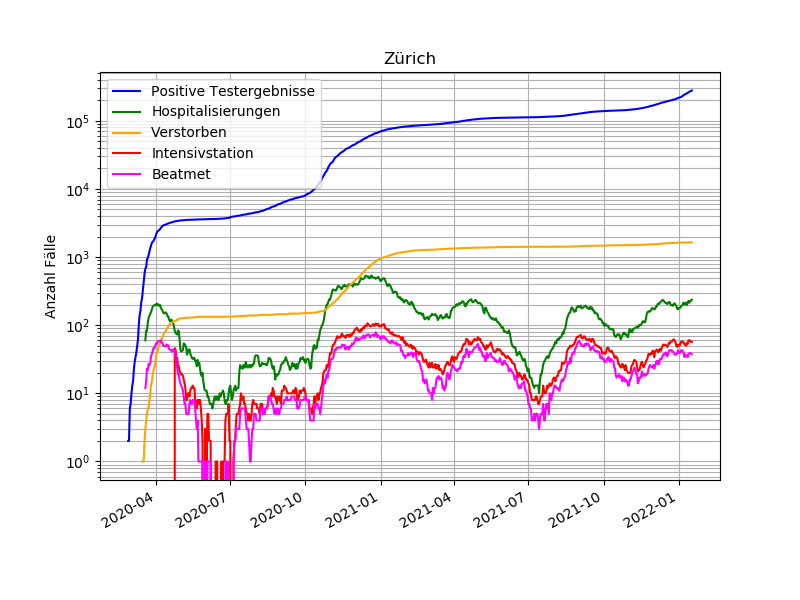 Zürich
Positive Testergebnisse
Hospitalisierungen
Verstorben
Intensivstation
Beatmet
Anzahl Fälle
10^5
10^4
10^3
10^2
10^1
10^0
2020-04
2020-07
2020-10
2021-01
2021-04
2021-07
2021-10
2022-01